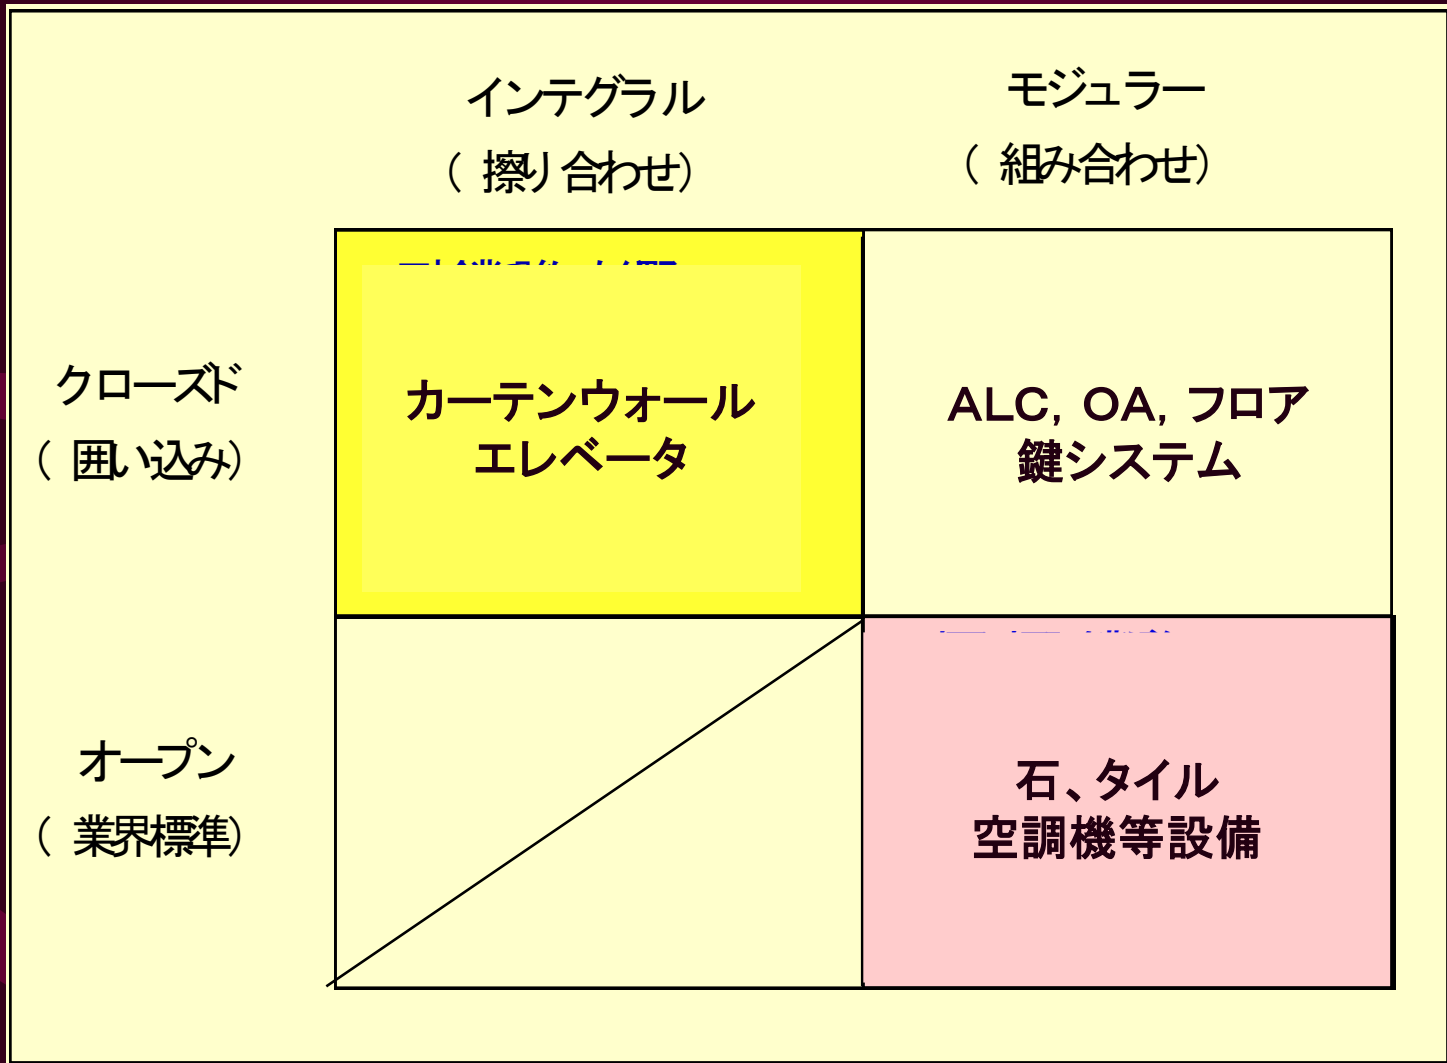 インテグラル
（擦り合わせ）
モジュラー
（組み合わせ）
クローズド
（囲い込み）
カーテンウォール
エレベータ
ＡＬＣ，ＯＡ，フロア
鍵システム
オープン
（業界標準）
石、タイル
空調機等設備